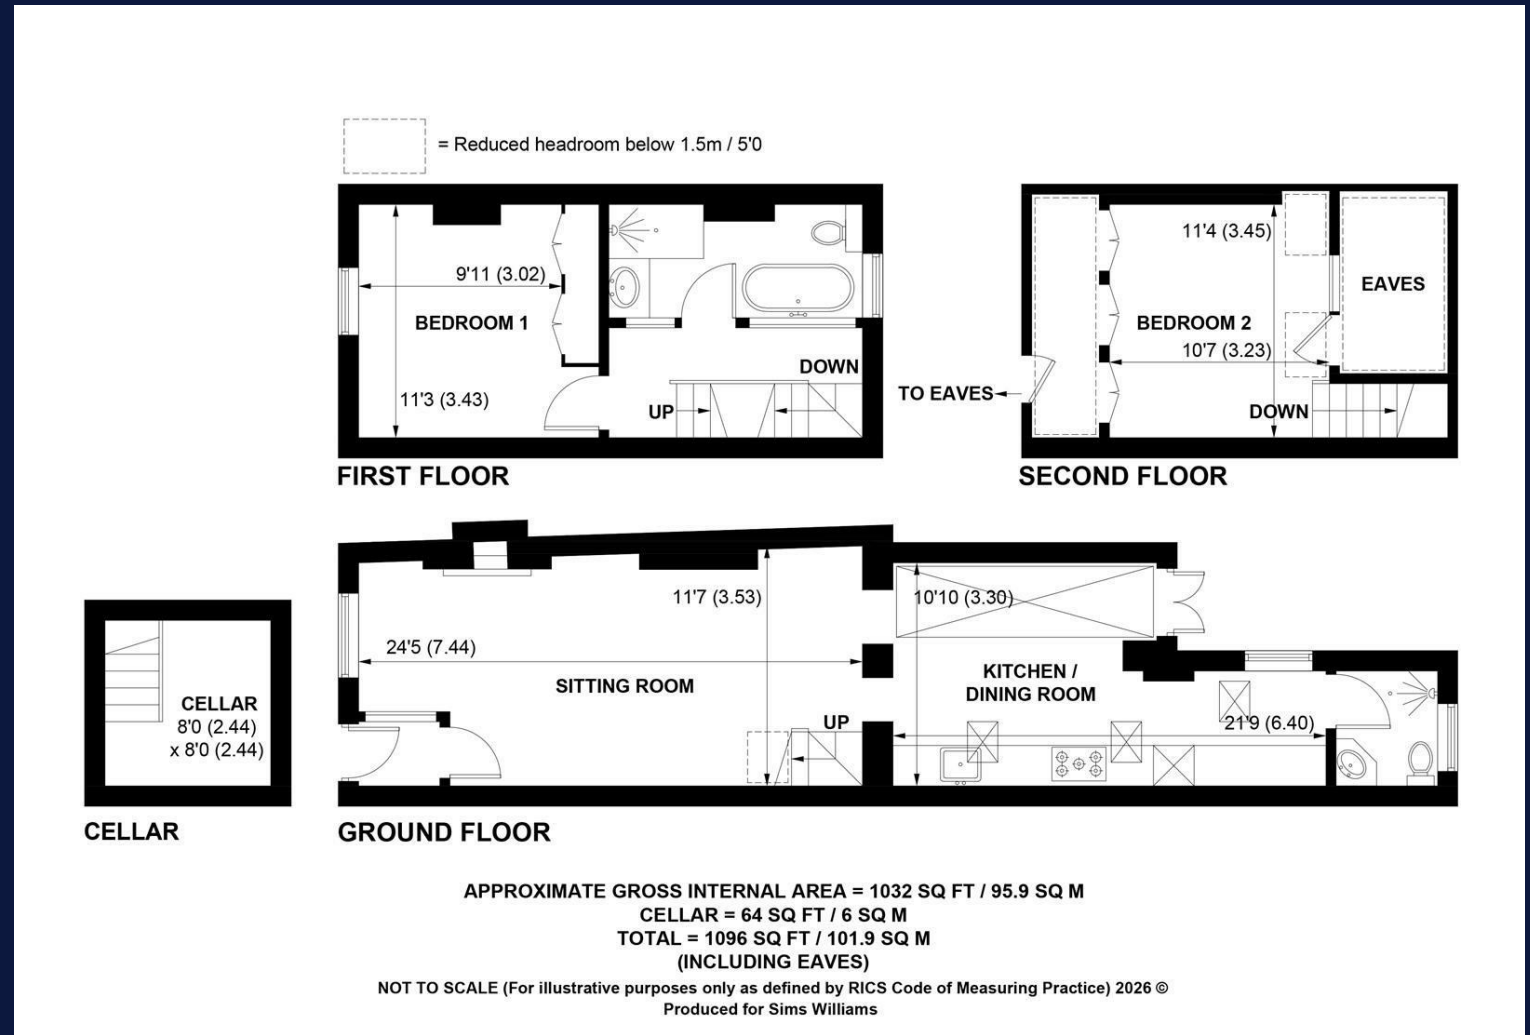 = Reduced headroom below 1.5m / 5'0
9'11 (3.02)
BEDROOM 1
11'3 (3.43)
DOWN
UP
FIRST FLOOR
11'4 (3.45)
EAVES
BEDROOM 2
10'7 (3.23)
TO EAVES
DOWN
SECOND FLOOR
CELLAR
8'0 (2.44)
x 8'0 (2.44)
CELLAR
11'7 (3.53)
24'5 (7.44)
SITTING ROOM
UP
10'10 (3.30)
KITCHEN /
DINING ROOM
21'9 (6.40)
GROUND FLOOR
APPROXIMATE GROSS INTERNAL AREA = 1032 SQ FT / 95.9 SQ M
CELLAR = 64 SQ FT / 6 SQ M
TOTAL = 1096 SQ FT / 101.9 SQ M
(INCLUDING EAVES)
NOT TO SCALE (For illustrative purposes only as defined by RICS Code of Measuring Practice) 2026 ©
Produced for Sims Williams